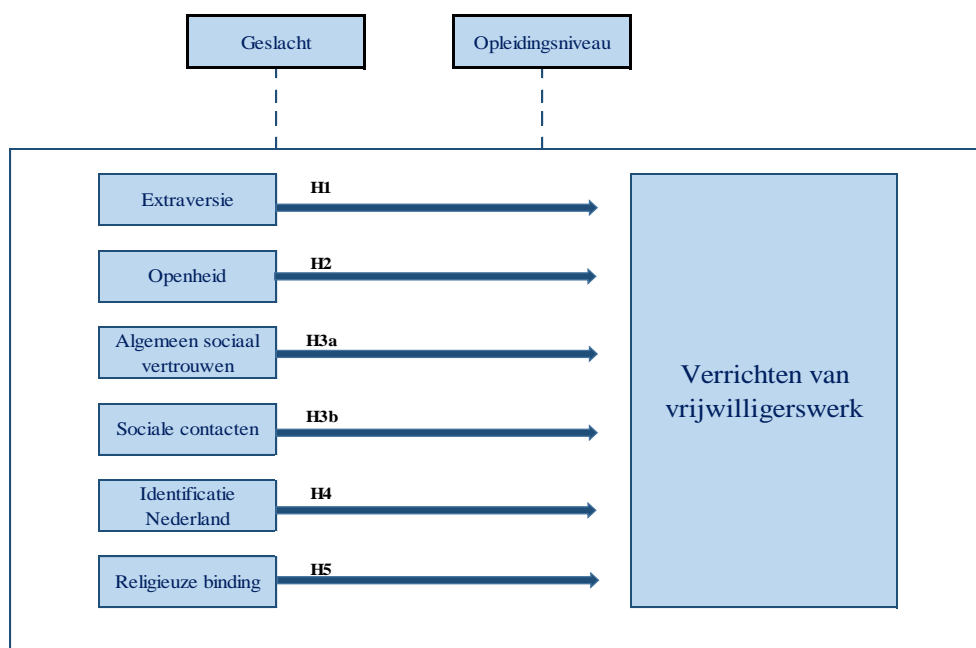 Geslacht
Opleidingsniveau
Extraversie
H1
Openheid
H2
Algemeen sociaal
vertrouwen
H3a
Sociale contacten
H3b
Identificatie
Nederland
H4
Religieuze binding
H5
Verrichten van
vrijwilligerswerk